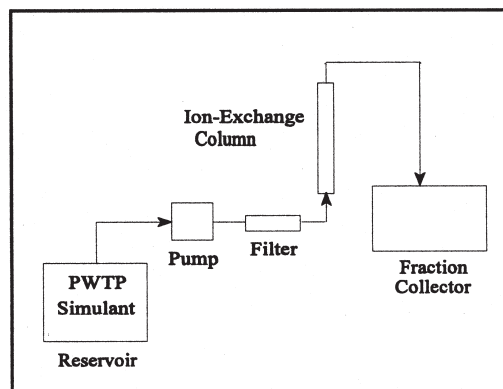 Ion-Exchange
Column
Pump
Filter
PWTP
Simulant
Reservoir
Fraction
Collector